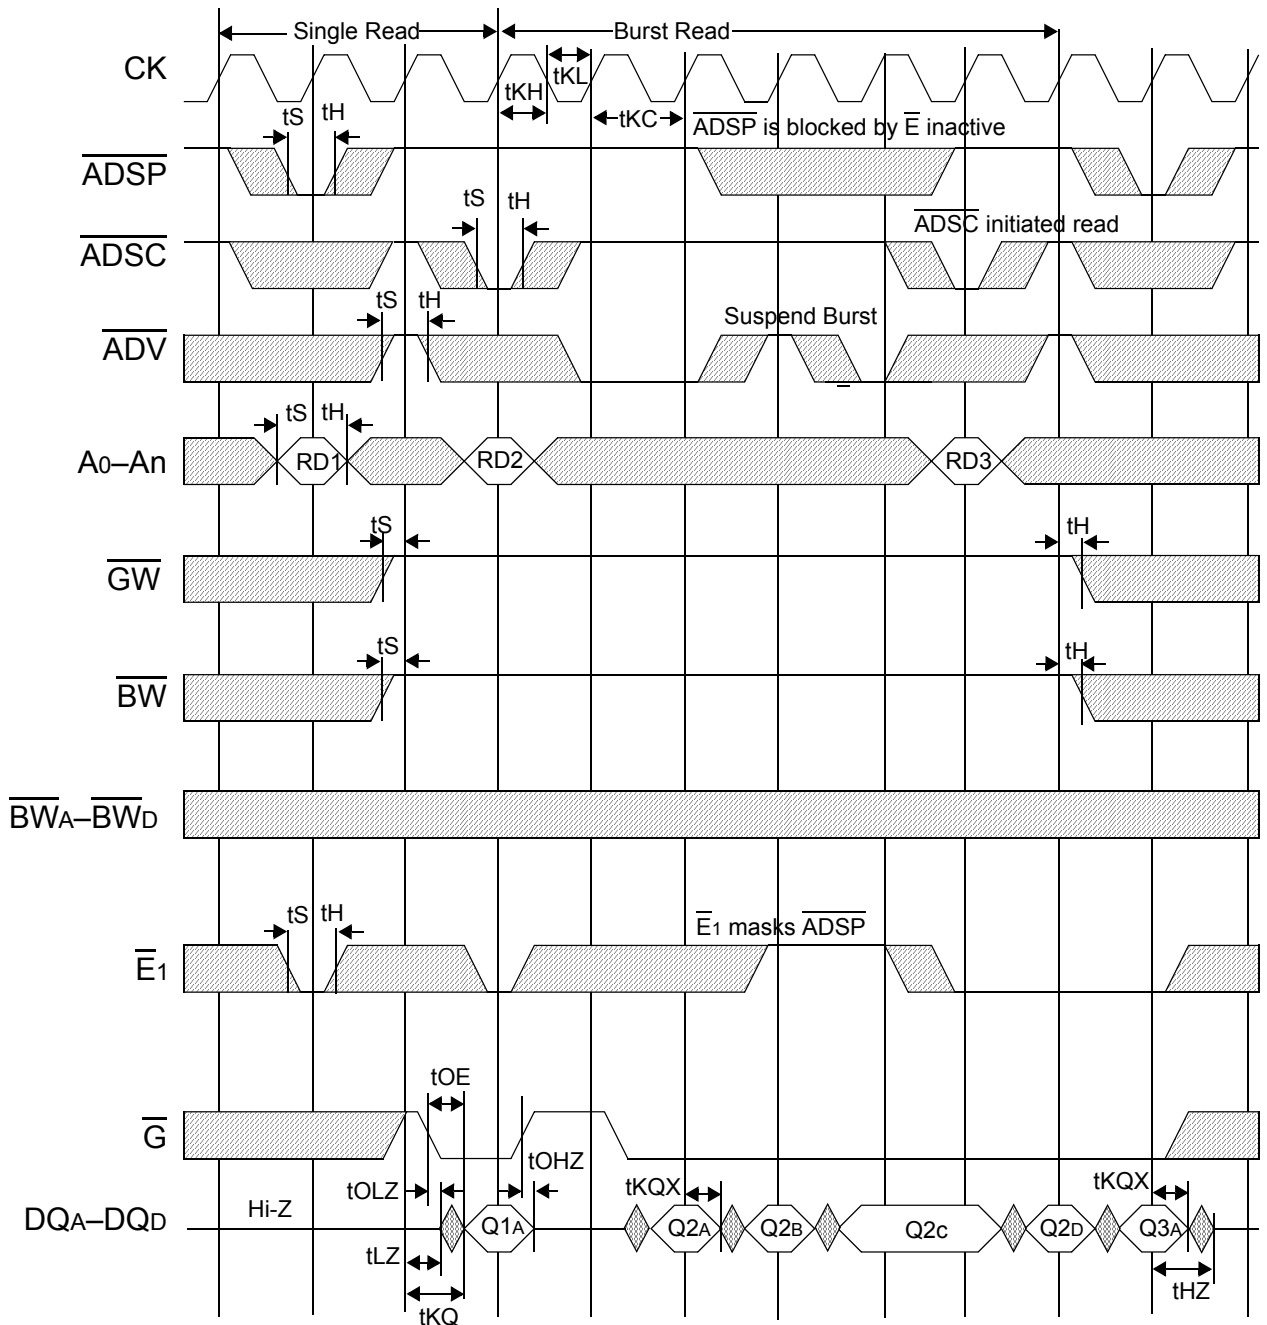 Single Read
Burst Read
CK
tKL
tKH
tKC
tS
tH
ADSP is blocked by E inactive
ADSP
tS
tH
ADSC initiated read
ADSC
tS
tH
Suspend Burst
ADV
tS
tH
A0–An
RD1
RD2
RD3
tS
tH
GW
tS
tH
BW
BWA–BWD
tS
tH
E1 masks ADSP
E1
tOE
G
tOHZ
tOLZ
tKQX
tKQX
Hi-Z
DQA–DQD
Q1A
Q2A
Q2B
Q2c
Q2D
Q3A
tLZ
tHZ
tKQ